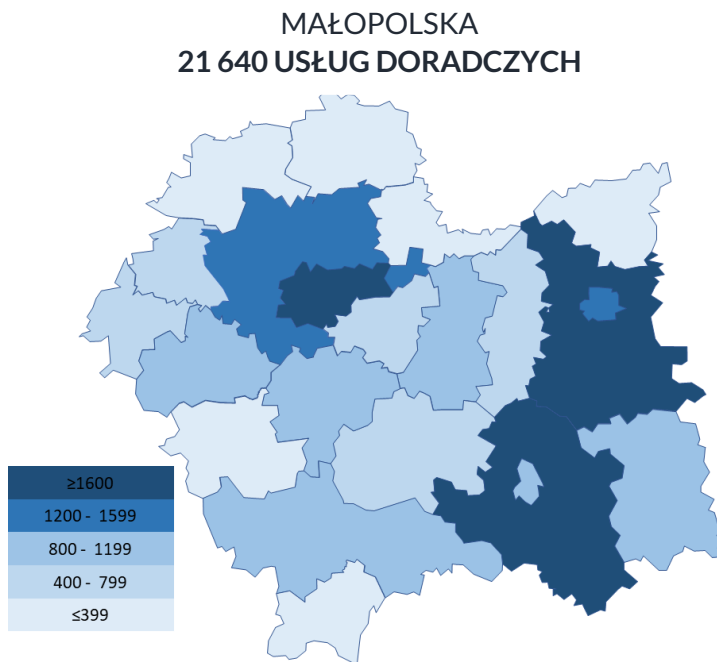 MAŁOPOLSKA
21 640 USŁUG DORADCZYCH
≥1600
1200 - 1599
800 - 1199
400 - 799
≤399